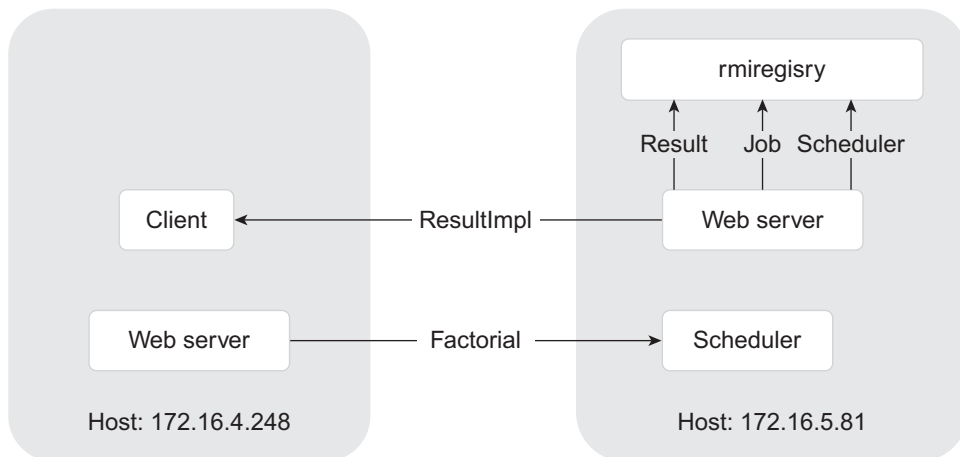 rmiregisry
Result Job Scheduler
Client
ResultImpl
Web server
Web server
Factorial
Scheduler
Host: 172.16.4.248
Host: 172.16.5.81